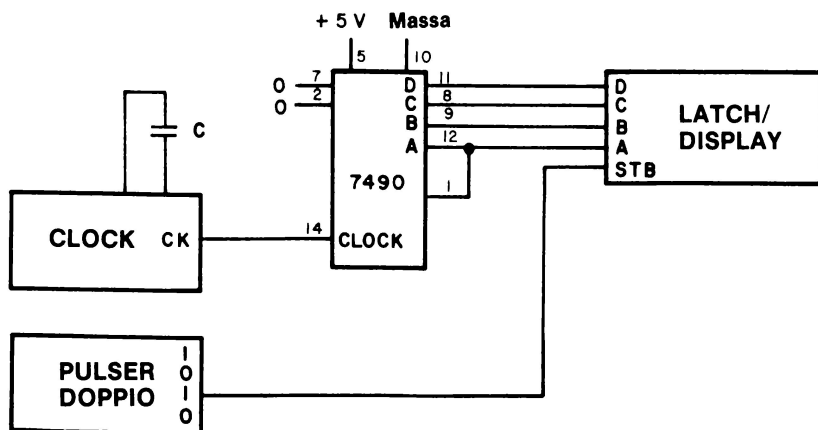 + 5 V Massa
5 10
7 D 11 D
0
2 C 8 C LATCH/
0
B 9 B DISPLAY
A 12 A
STB
C
7490
1
CLOCK CK 14 CLOCK
1
PULSER 0
DOPPIO 1
0